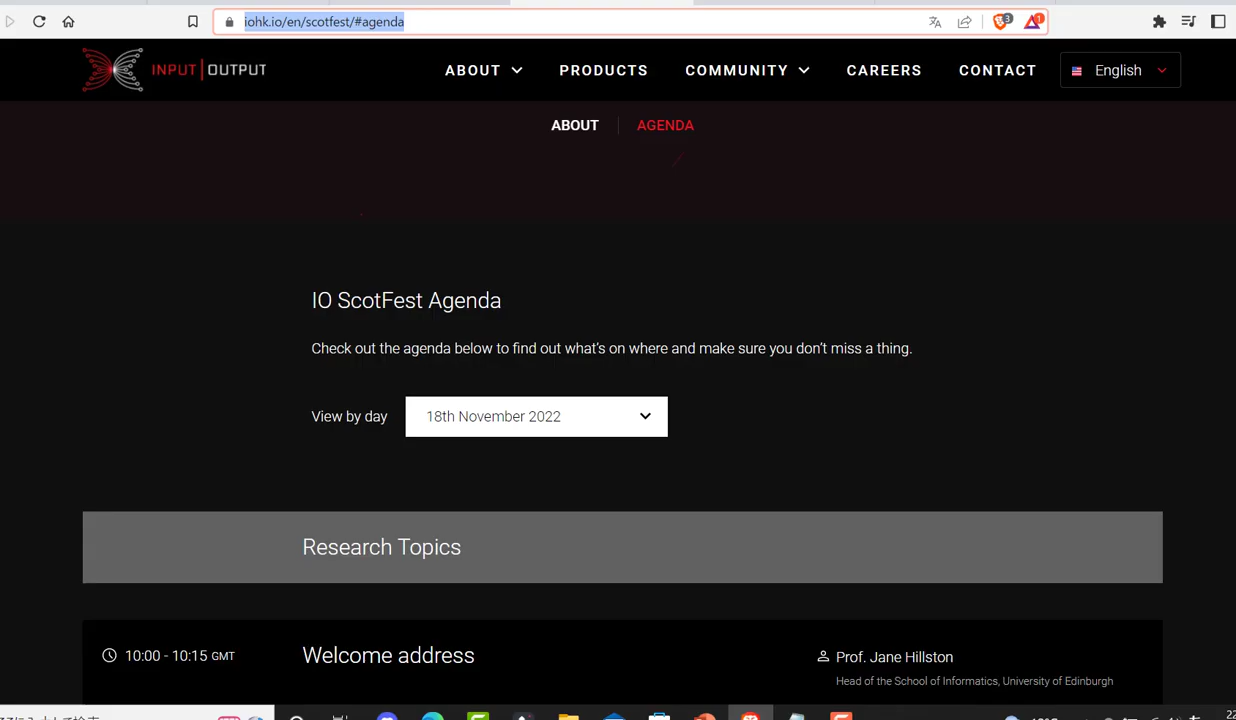 iohk.io/en/scotfest/#agenda
3
1
INPUT | OUTPUT
ABOUT
PRODUCTS
COMMUNITY
CAREERS
CONTACT
English
ABOUT
AGENDA
IO ScotFest Agenda
Check out the agenda below to find out what's on where and make sure you don't miss a thing.
View by day
18th November 2022
Research Topics
10:00 - 10:15 GMT
Welcome address
Prof. Jane Hillston
Head of the School of Informatics, University of Edinburgh